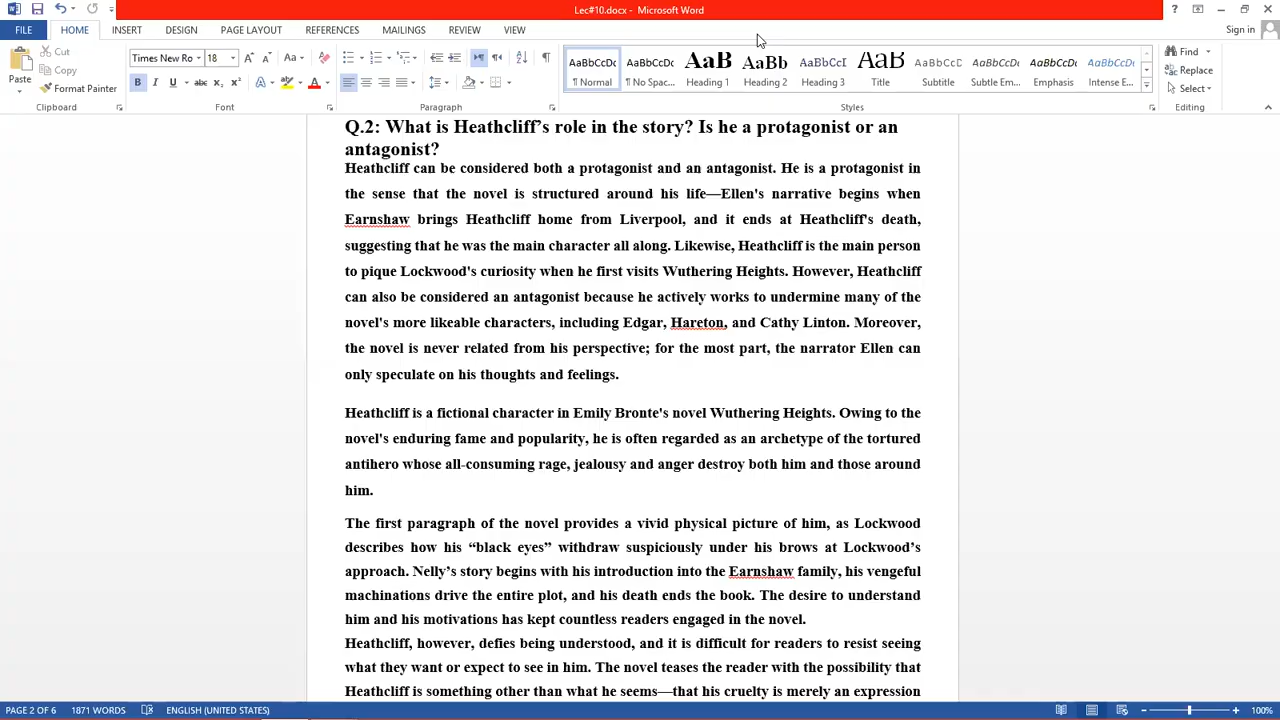 Lec#10.docx - Microsoft Word
FILE HOME INSERT DESIGN PAGE LAYOUT REFERENCES MAILINGS REVIEW VIEW Sign in
Paste
Cut
Copy
Format Painter
Times New Ro 18
AaBbCcDc AaBbCcDc AaB AaBb AaBbCcI AaB AaBbCcD AaBbCcDc AaBbCcDc AaBbCcDc
¶ Normal ¶ No Spac... Heading 1 Heading 2 Heading 3 Title Subtitle Subtle Em... Emphasis Intense E...
Find
Replace
Select
Clipboard Font Paragraph Styles Editing
Q.2: What is Heathcliff’s role in the story? Is he a protagonist or an
antagonist?
Heathcliff can be considered both a protagonist and an antagonist. He is a protagonist in
the sense that the novel is structured around his life—Ellen's narrative begins when
Earnshaw brings Heathcliff home from Liverpool, and it ends at Heathcliff's death,
suggesting that he was the main character all along. Likewise, Heathcliff is the main person
to pique Lockwood's curiosity when he first visits Wuthering Heights. However, Heathcliff
can also be considered an antagonist because he actively works to undermine many of the
novel's more likeable characters, including Edgar, Hareton, and Cathy Linton. Moreover,
the novel is never related from his perspective; for the most part, the narrator Ellen can
only speculate on his thoughts and feelings.
Heathcliff is a fictional character in Emily Bronte's novel Wuthering Heights. Owing to the
novel's enduring fame and popularity, he is often regarded as an archetype of the tortured
antihero whose all-consuming rage, jealousy and anger destroy both him and those around
him.
The first paragraph of the novel provides a vivid physical picture of him, as Lockwood
describes how his “black eyes” withdraw suspiciously under his brows at Lockwood’s
approach. Nelly’s story begins with his introduction into the Earnshaw family, his vengeful
machinations drive the entire plot, and his death ends the book. The desire to understand
him and his motivations has kept countless readers engaged in the novel.
Heathcliff, however, defies being understood, and it is difficult for readers to resist seeing
what they want or expect to see in him. The novel teases the reader with the possibility that
Heathcliff is something other than what he seems—that his cruelty is merely an expression
PAGE 2 OF 6 1871 WORDS ENGLISH (UNITED STATES) 100%